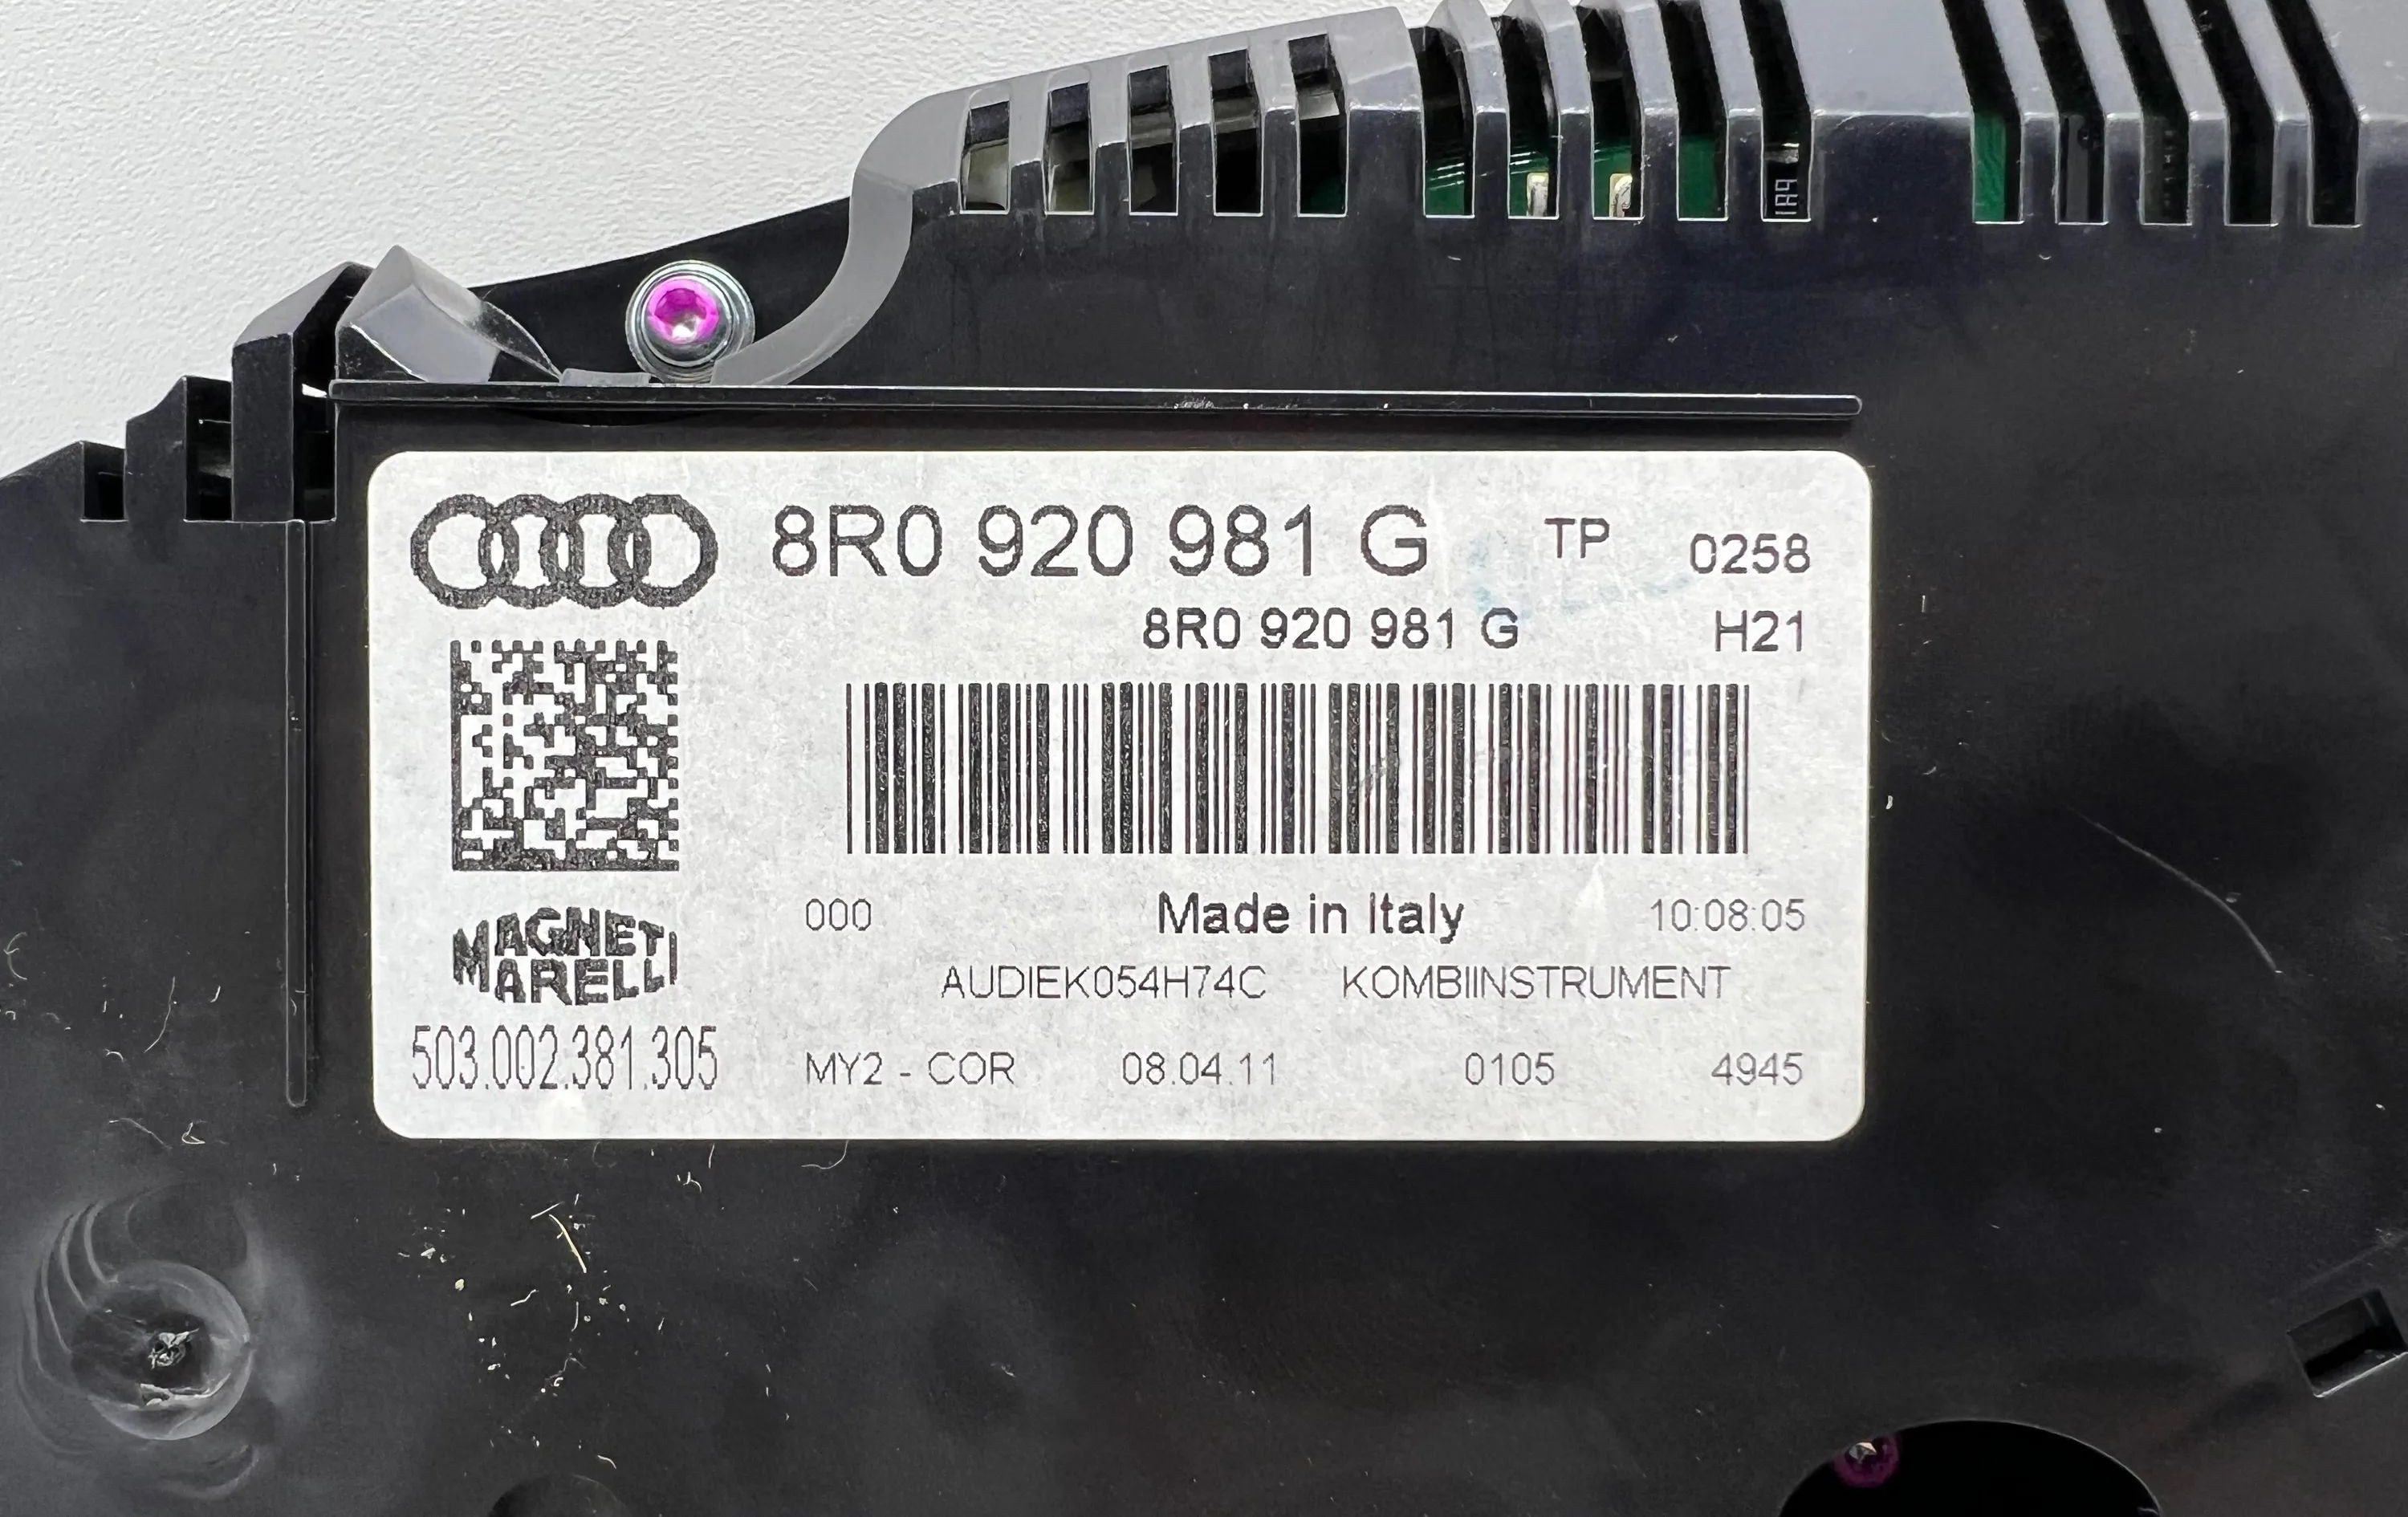 8R0 920 981 G TP 0258
8R0 920 981 G H21
000 Made in Italy 10:08:05
MAGNETI
MARELLI
AUDIEK054H74C KOMBIINSTRUMENT
503.002.381.305 MY2 - COR 08.04.11 0105 4945
1R9